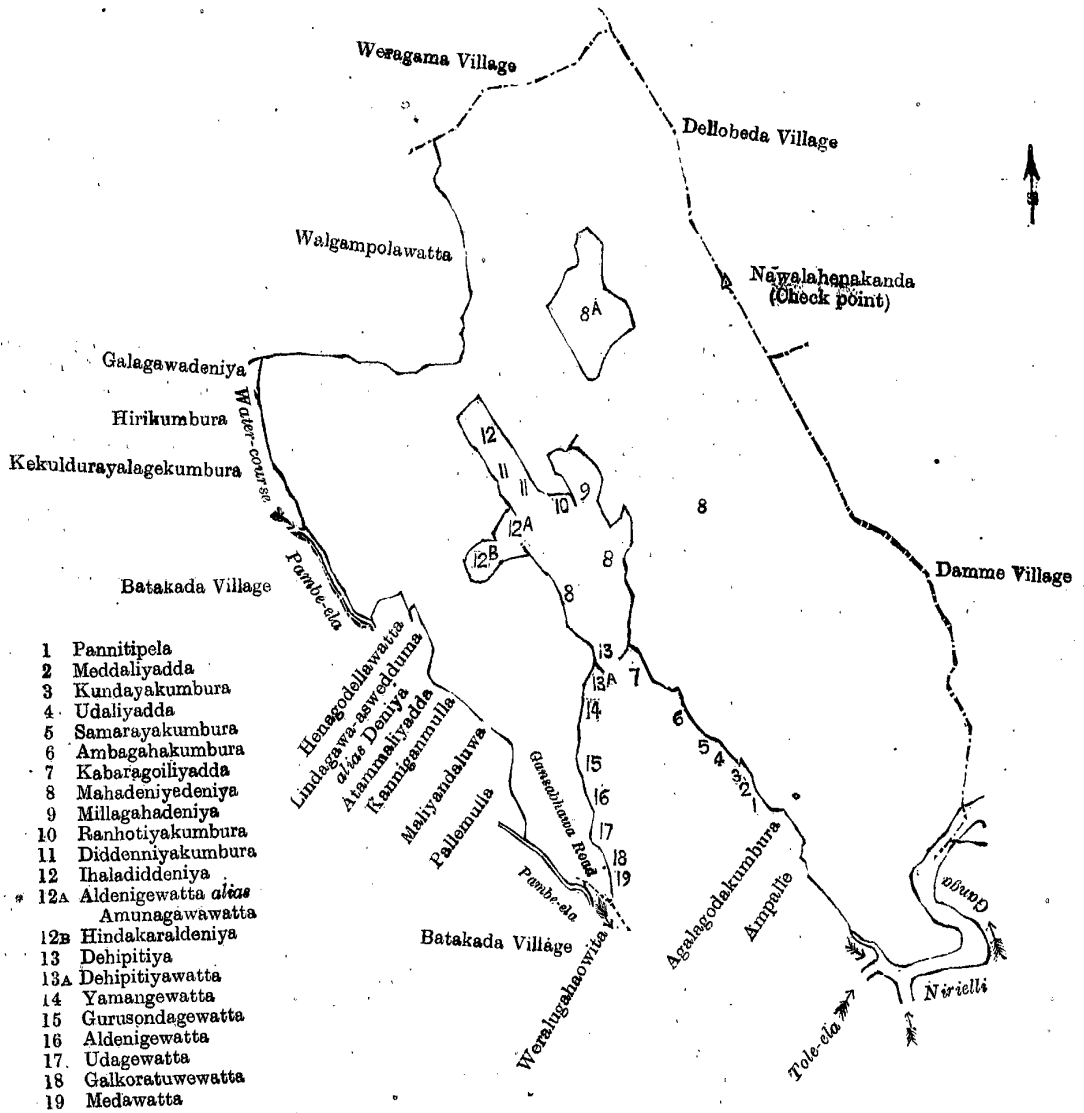 Weragama Village
Dellobeda Village
Walgampolawatta
Nawalahenakanda
(Check point)
8A
Galagawadeniya
Hirikumbura
Water-course
Kekuldurayalagekumbura
12
11
11
10
9
8
12A
12B
8
8
Batakada Village
Pambe-ela
Damme Village
13
13A
7
14
6
5
4
3
2
1
15
16
17
18
19
Henagodellawatta
Lindagawa-aswedduma
alias Deniya
Atammaliyadda
Kanniganmulla
Maliyandaluwa
Pallemulla
Gansabhawa Road
Pambe-ela
Batakada Village
Weralugahaowita
Agalagodakumbura
Ampalle
Ganga
Nirielli
Tole-ela
1 Pannitipela
2 Meddaliyadda
3 Kundayakumbura
4 Udaliyadda
5 Samarayakumbura
6 Ambagahakumbura
7 Kabaragoiliyadda
8 Mahadeniyedeniya
9 Millagahadeniya
10 Ranhotiyakumbura
11 Diddenniyakumbura
12 Ihaladiddeniya
12A Aldenigewatta alias
Amunagawawatta
12B Hindakaraldeniya
13 Dehipitiya
13A Dehipitiyawatta
14 Yamangewatta
15 Gurusondagewatta
16 Aldenigewatta
17 Udagewatta
18 Galkoratuwewatta
19 Medawatta